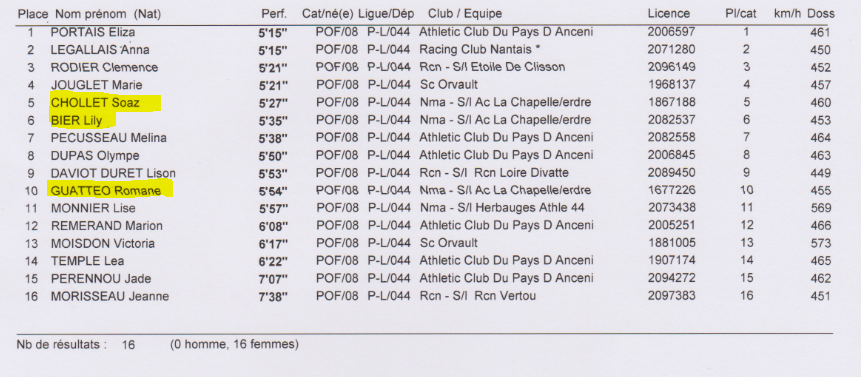 Place Nom prénom (Nat) Perf. Cat/né(e) Ligue/Dép Club / Equipe Licence Pl/cat km/h Doss
1 PORTAIS Eliza 5'15" POF/08 P-L/044 Athletic Club Du Pays D Anceni 2006597 1 461
2 LEGALLAIS Anna 5'15" POF/08 P-L/044 Racing Club Nantais * 2071280 2 450
3 RODIER Clemence 5'21" POF/08 P-L/044 Rcn - S/l Etoile De Clisson 2096149 3 452
4 JOUGLET Marie 5'21" POF/08 P-L/044 Sc Orvault 1968137 4 457
5 CHOLLET Soaz 5'27" POF/08 P-L/044 Nma - S/l Ac La Chapelle/erdre 1867188 5 460
6 BIER Lily 5'35" POF/08 P-L/044 Nma - S/l Ac La Chapelle/erdre 2082537 6 453
7 PECUSSEAU Melina 5'38" POF/08 P-L/044 Athletic Club Du Pays D Anceni 2082558 7 464
8 DUPAS Olympe 5'50" POF/08 P-L/044 Athletic Club Du Pays D Anceni 2006845 8 463
9 DAVIOT DURET Lison 5'53" POF/08 P-L/044 Rcn - S/l Rcn Loire Divatte 2089450 9 449
10 GUATTEO Romane 5'54" POF/08 P-L/044 Nma - S/l Ac La Chapelle/erdre 1677226 10 455
11 MONNIER Lise 5'57" POF/08 P-L/044 Nma - S/l Herbauges Athle 44 2073438 11 569
12 REMERAND Marion 6'08" POF/08 P-L/044 Athletic Club Du Pays D Anceni 2005251 12 466
13 MOISDON Victoria 6'17" POF/08 P-L/044 Sc Orvault 1881005 13 573
14 TEMPLE Lea 6'22" POF/08 P-L/044 Athletic Club Du Pays D Anceni 1907174 14 465
15 PERENNOU Jade 7'07" POF/08 P-L/044 Athletic Club Du Pays D Anceni 2094272 15 462
16 MORISSEAU Jeanne 7'38" POF/08 P-L/044 Rcn - S/l Rcn Vertou 2097383 16 451
Nb de résultats : 16 (0 homme, 16 femmes)